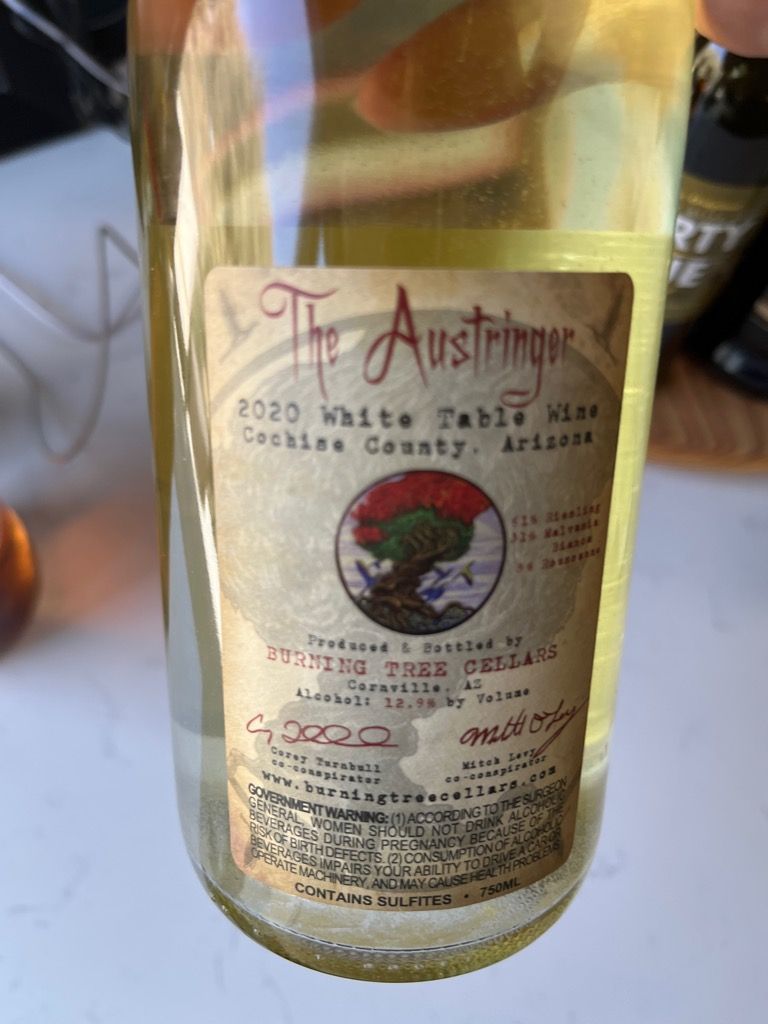 The Austringer
2020 White Table Wine
Cochise County, Arizona
61% Riesling
31% Malvasia
Bianca
Roussanne
Produced & Bottled by
BURNING TREE CELLARS
Cornville, AZ
Alcohol: 12.9% by Volume
Corey Turnbull
co-conspirator
Mitch Levy
co-conspirator
www.burningtreecellars.com
GOVERNMENT WARNING: (1) ACCORDING TO THE SURGEON
GENERAL, WOMEN SHOULD NOT DRINK ALCOHOLIC
BEVERAGES DURING PREGNANCY BECAUSE OF THE
RISK OF BIRTH DEFECTS. (2) CONSUMPTION OF ALCOHOLIC
BEVERAGES IMPAIRS YOUR ABILITY TO DRIVE A CAR OR
OPERATE MACHINERY, AND MAY CAUSE HEALTH PROBLEMS.
CONTAINS SULFITES • 750ML
RTY